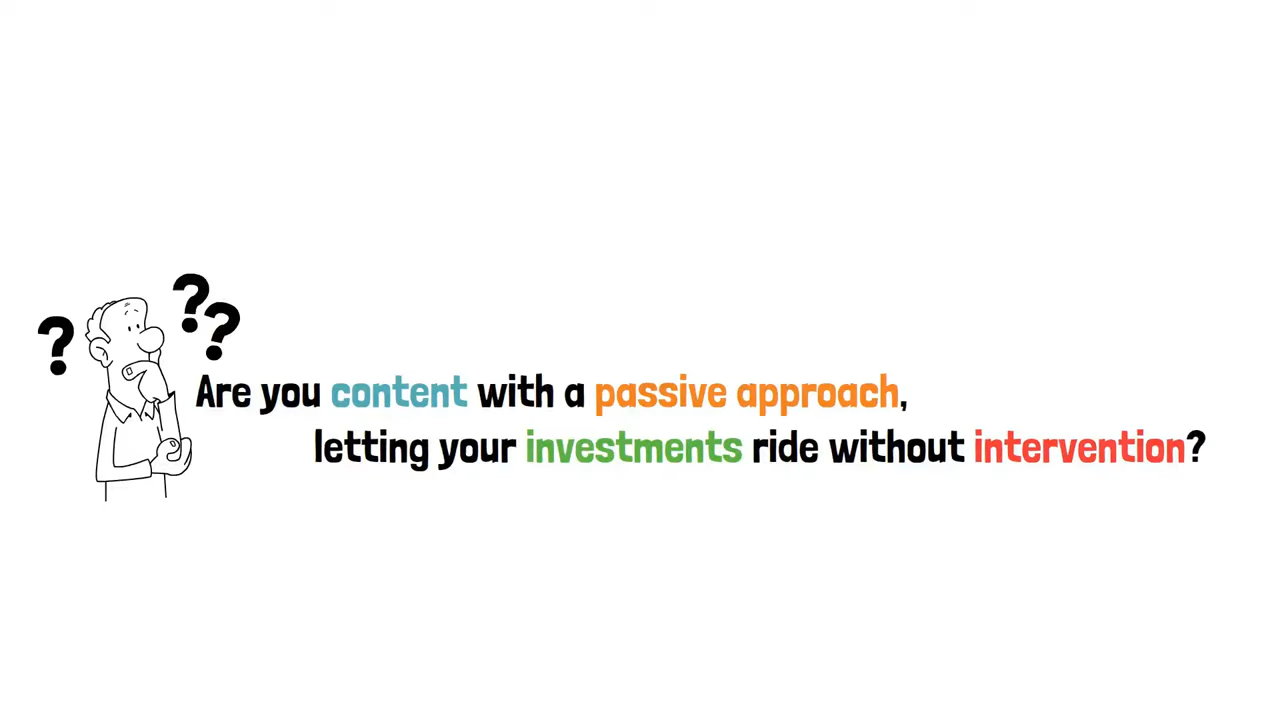 ? ? ?
Are you content with a passive approach,
letting your investments ride without intervention?